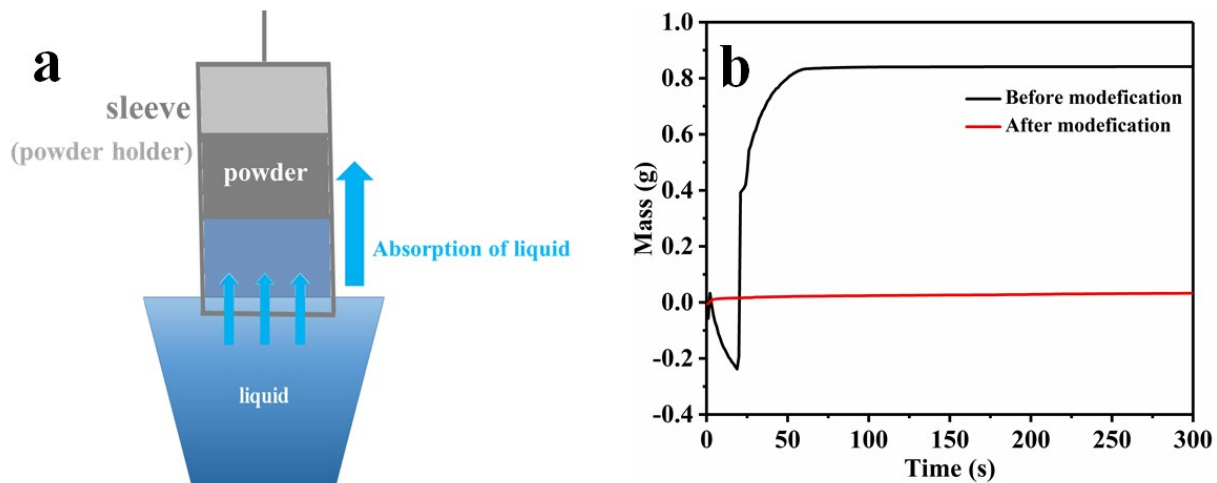 a
sleeve
(powder holder)
powder
Absorption of liquid
liquid
b
Before modefication
After modefication
Mass (g)
1.0
0.8
0.6
0.4
0.2
0.0
-0.2
-0.4
0 50 100 150 200 250 300
Time (s)